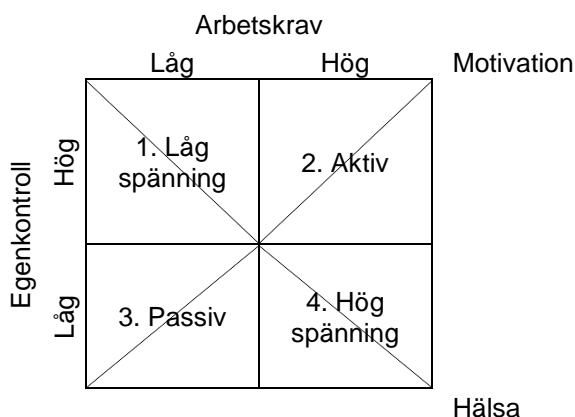 Arbetskrav
Låg Hög Motivation
Egenkontroll
Hög
1. Låg
spänning
2. Aktiv
Låg
3. Passiv
4. Hög
spänning
Hälsa